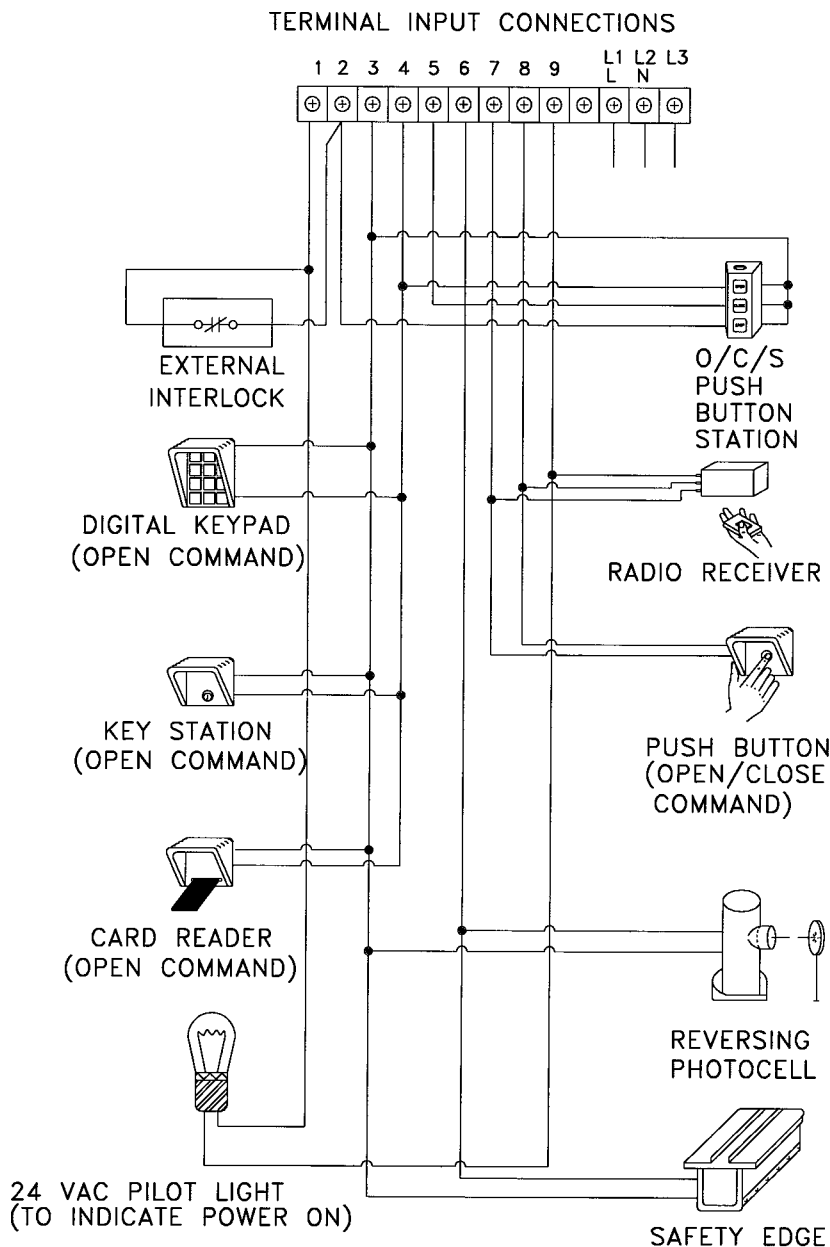 TERMINAL INPUT CONNECTIONS
1 2 3 4 5 6 7 8 9 L1 L2 L3
L N
EXTERNAL
INTERLOCK
O/C/S
PUSH
BUTTON
STATION
DIGITAL KEYPAD
(OPEN COMMAND)
RADIO RECEIVER
KEY STATION
(OPEN COMMAND)
PUSH BUTTON
(OPEN/CLOSE
COMMAND)
CARD READER
(OPEN COMMAND)
REVERSING
PHOTOCELL
24 VAC PILOT LIGHT
(TO INDICATE POWER ON)
SAFETY EDGE